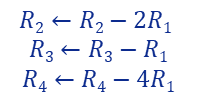 R₂ ← R₂ − 2R₁
R₃ ← R₃ − R₁
R₄ ← R₄ − 4R₁